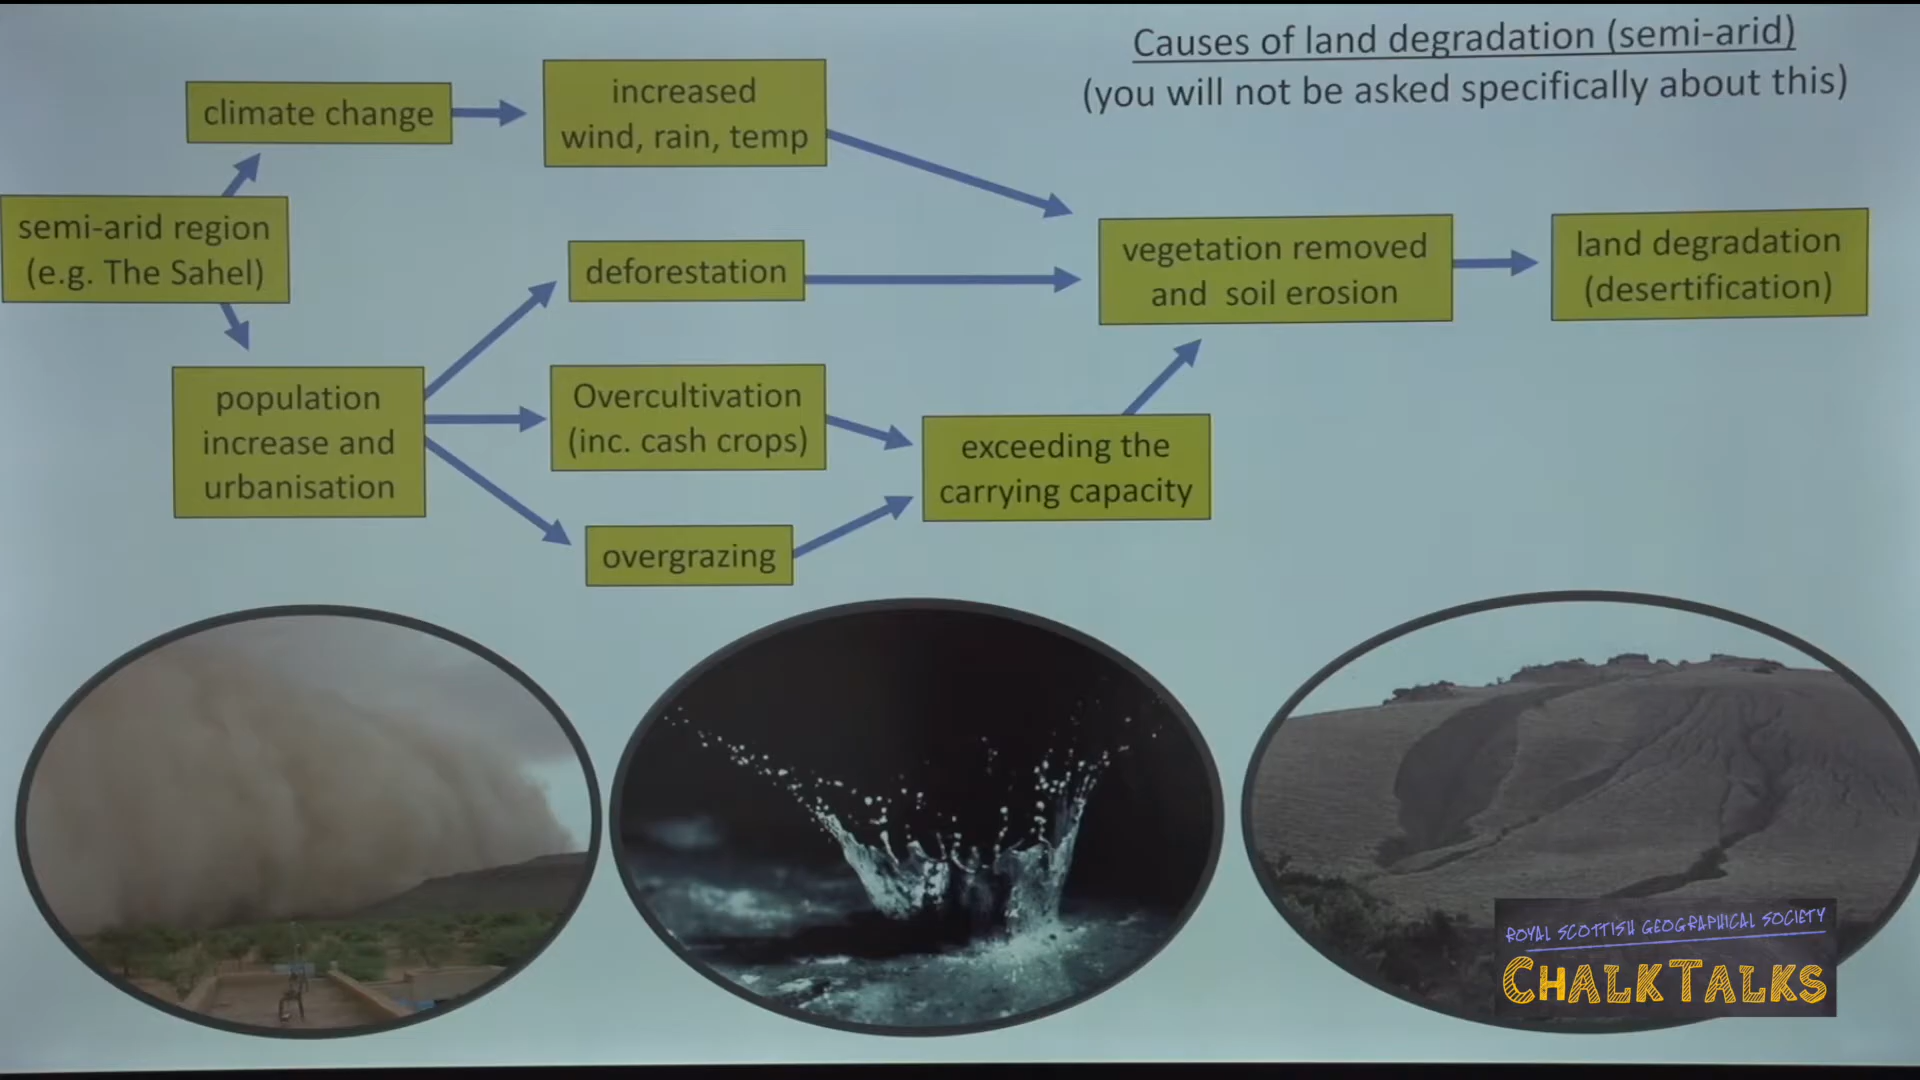 Causes of land degradation (semi-arid)
(you will not be asked specifically about this)
climate change
increased
wind, rain, temp
semi-arid region
(e.g. The Sahel)
deforestation
vegetation removed
and soil erosion
land degradation
(desertification)
population
increase and
urbanisation
Overcultivation
(inc. cash crops)
exceeding the
carrying capacity
overgrazing
ROYAL SCOTTISH GEOGRAPHICAL SOCIETY
CHALKTALKS